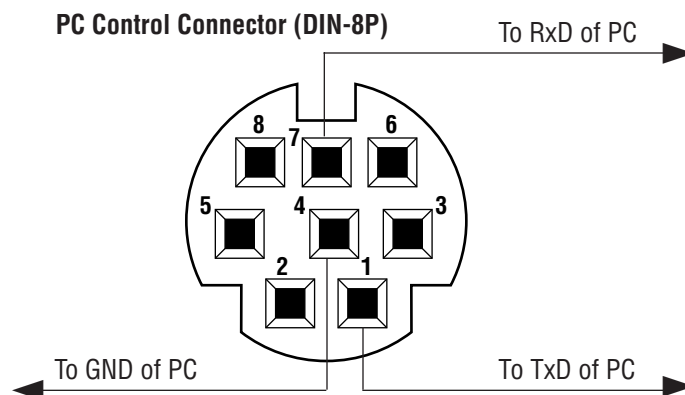 PC Control Connector (DIN-8P)
To RxD of PC
8 7 6
5 4 3
2 1
To GND of PC
To TxD of PC